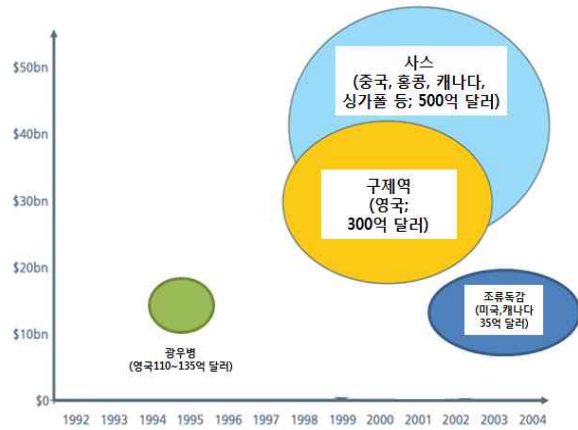 사스
(중국, 홍콩, 캐나다,
싱가폴 등; 500억 달러)
구제역
(영국;
300억 달러)
조류독감
(미국,캐나다
35억 달러)
광우병
(영국110~135억 달러)
$50bn
$40bn
$30bn
$20bn
$10bn
$0
1992 1993 1994 1995 1996 1997 1998 1999 2000 2001 2002 2003 2004